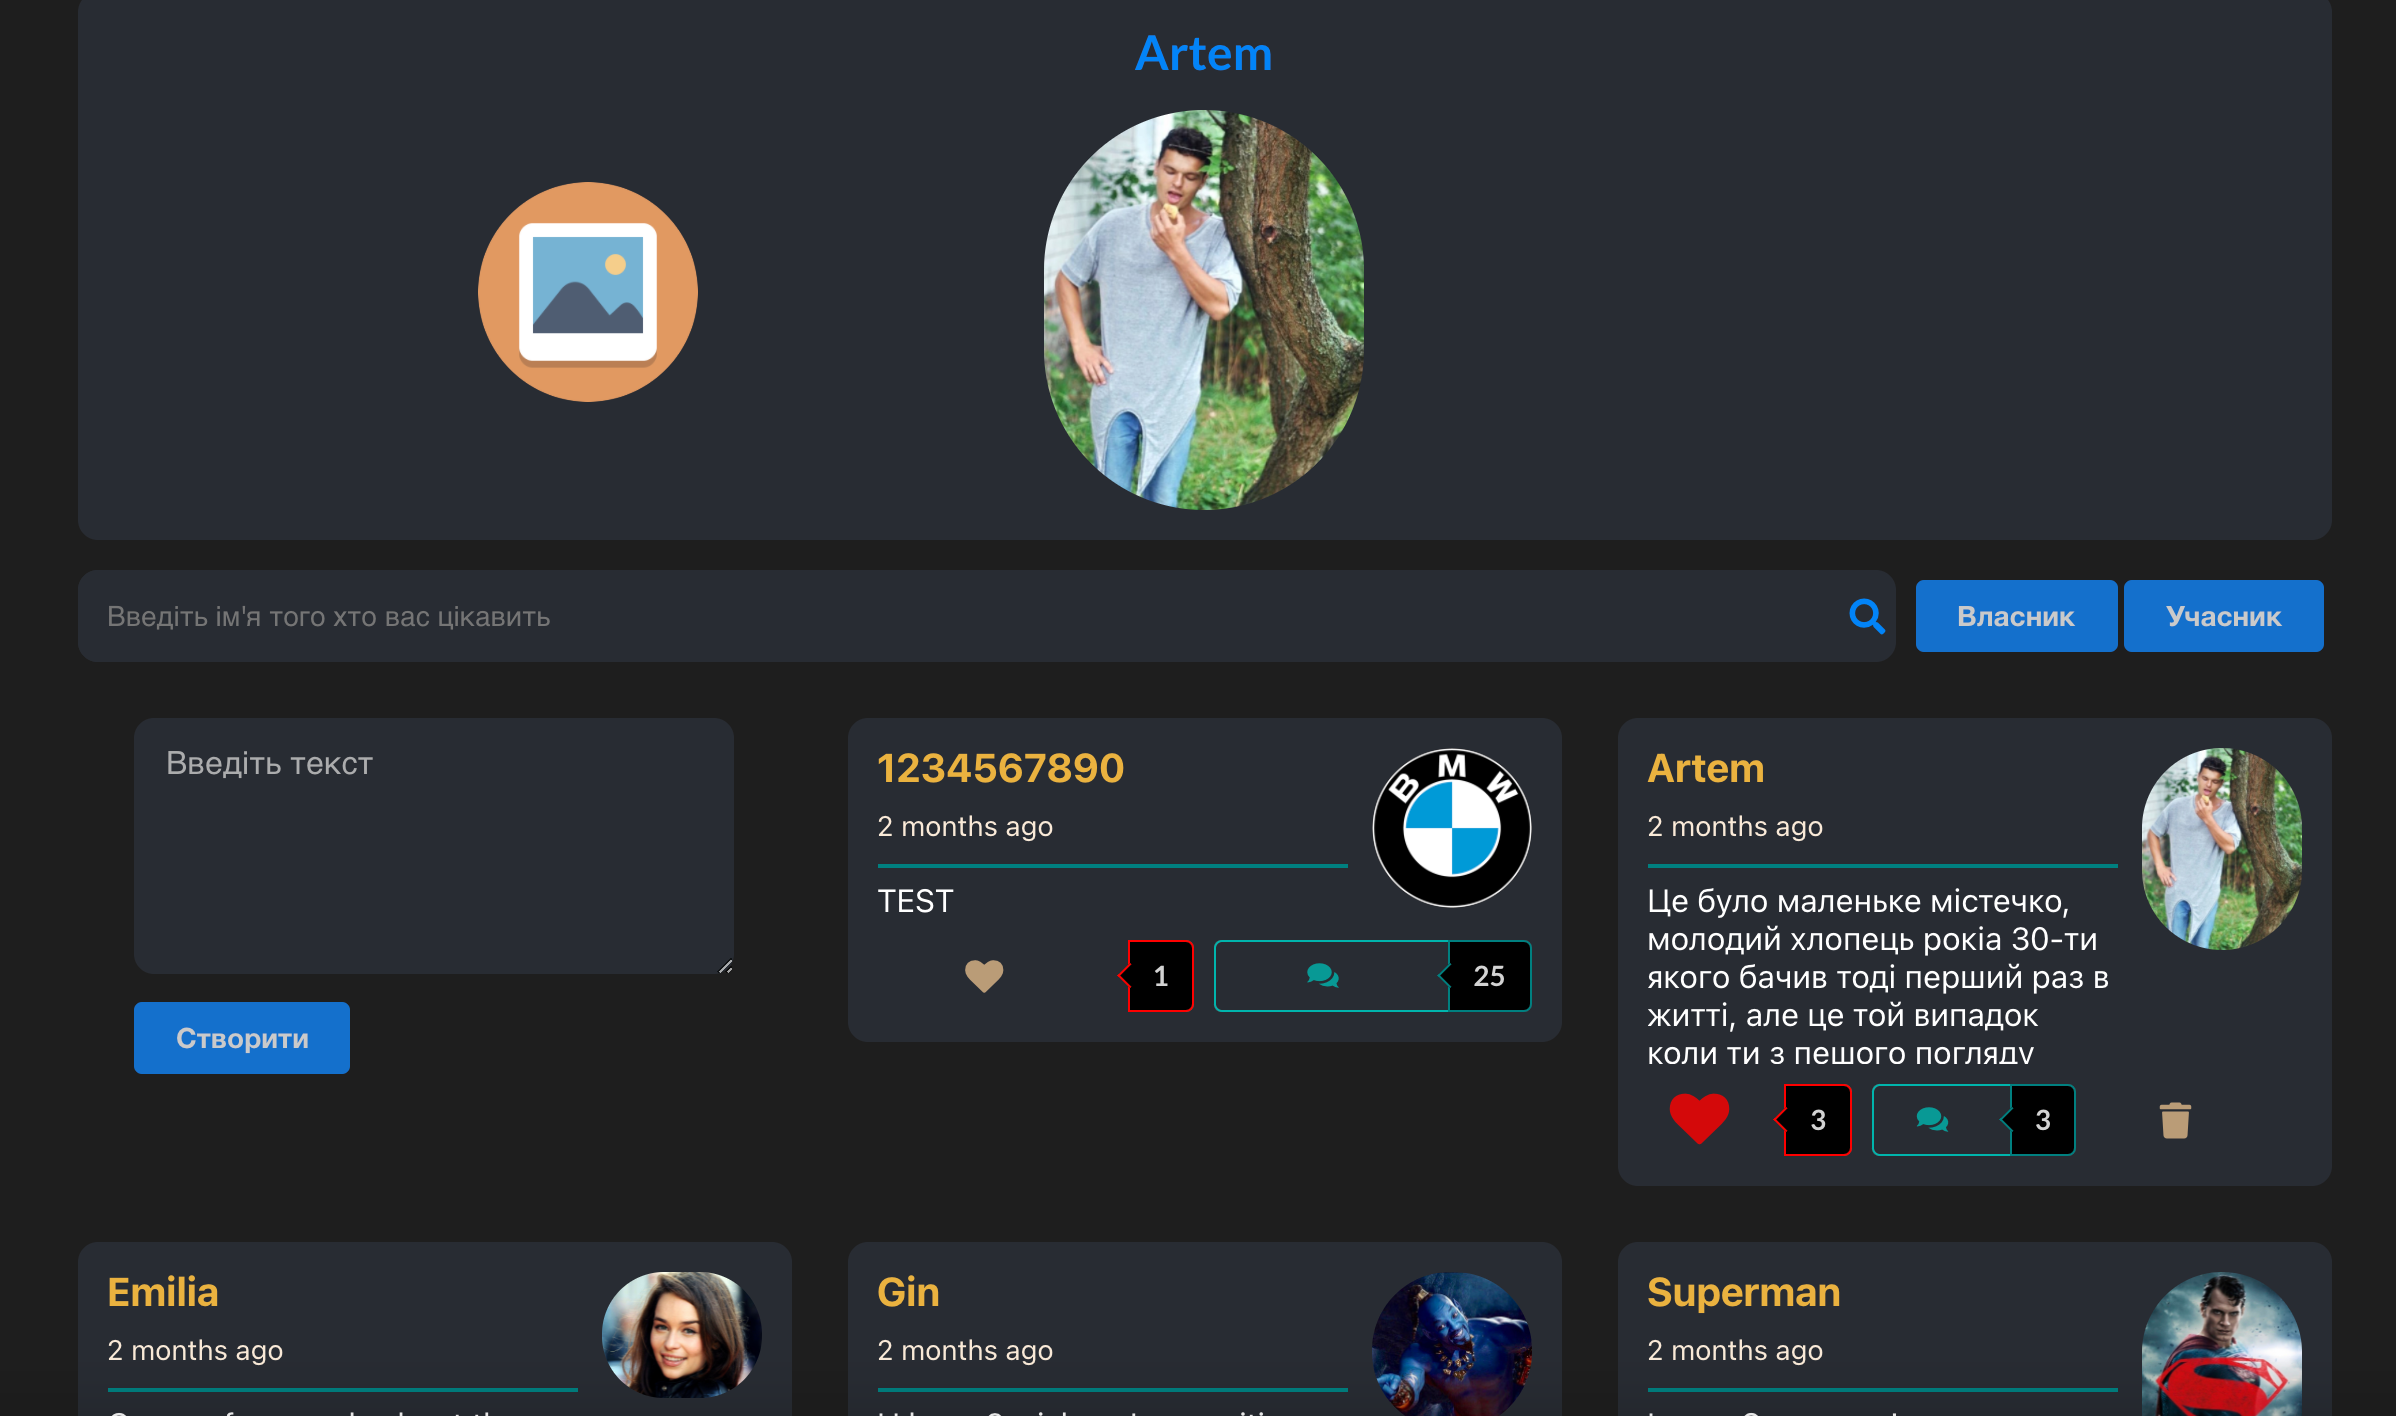 Artem
Введіть ім'я того хто вас цікавить
Власник
Учасник
Введіть текст
Створити
1234567890
2 months ago
TEST
BMW
1
25
Artem
2 months ago
Це було маленьке містечко,
молодий хлопець рокіа 30-ти
якого бачив тоді перший раз в
житті, але це той випадок
коли ти з пешого погляду
3
3
Emilia
2 months ago
Gin
2 months ago
Superman
2 months ago